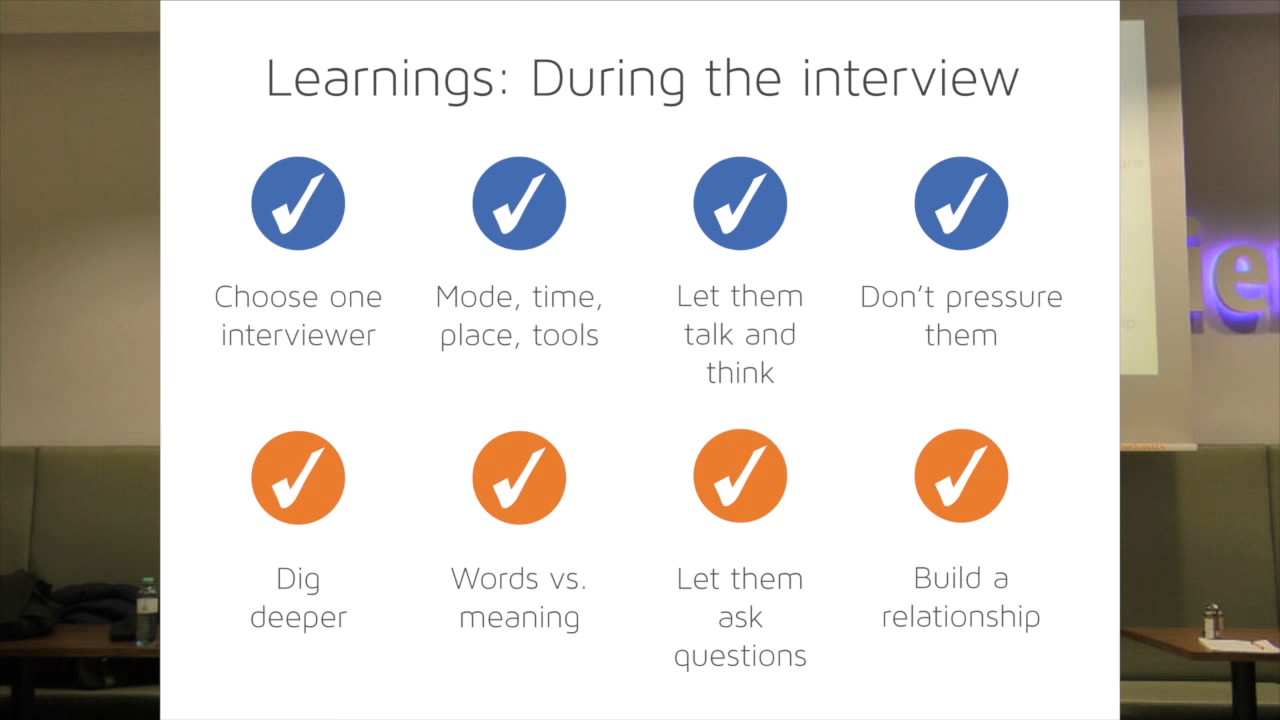 Learnings: During the interview
Choose one
interviewer
Mode, time,
place, tools
Let them
talk and
think
Don't pressure
them
Dig
deeper
Words vs.
meaning
Let them
ask
questions
Build a
relationship